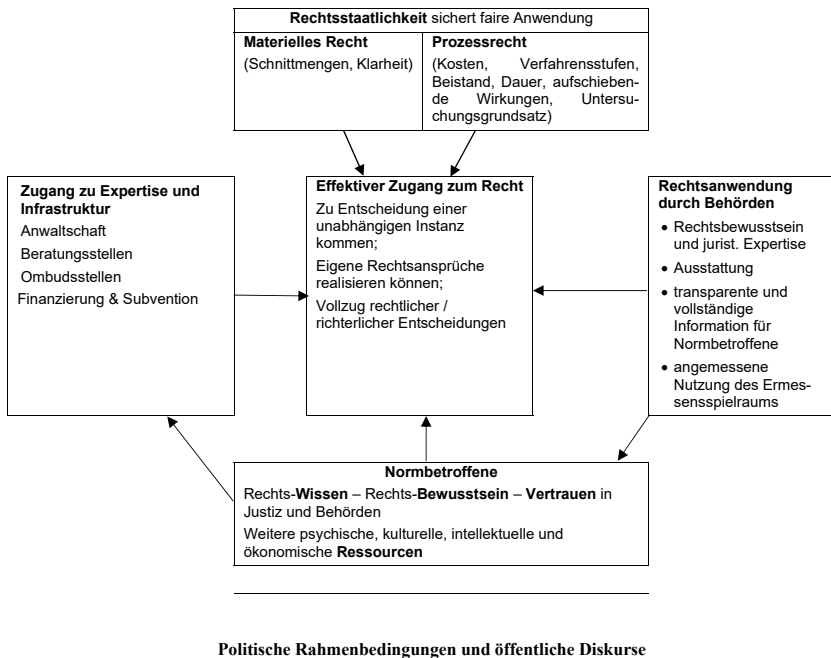 Rechtsstaatlichkeit sichert faire Anwendung
Materielles Recht
(Schnittmengen, Klarheit)
Prozessrecht
(Kosten, Verfahrensstufen,
Beistand, Dauer, aufschieben-
de Wirkungen, Untersu-
chungsgrundsatz)
Zugang zu Expertise und
Infrastruktur
Anwaltschaft
Beratungsstellen
Ombudsstellen
Finanzierung & Subvention
Effektiver Zugang zum Recht
Zu Entscheidung einer
unabhängigen Instanz
kommen;
Eigene Rechtsansprüche
realisieren können;
Vollzug rechtlicher /
richterlicher Entscheidungen
Rechtsanwendung
durch Behörden
• Rechtsbewusstsein
und jurist. Expertise
• Ausstattung
• transparente und
vollständige
Information für
Normbetroffene
• angemessene
Nutzung des Ermes-
sensspielraums
Normbetroffene
Rechts-Wissen – Rechts-Bewusstsein – Vertrauen in
Justiz und Behörden
Weitere psychische, kulturelle, intellektuelle und
ökonomische Ressourcen
Politische Rahmenbedingungen und öffentliche Diskurse